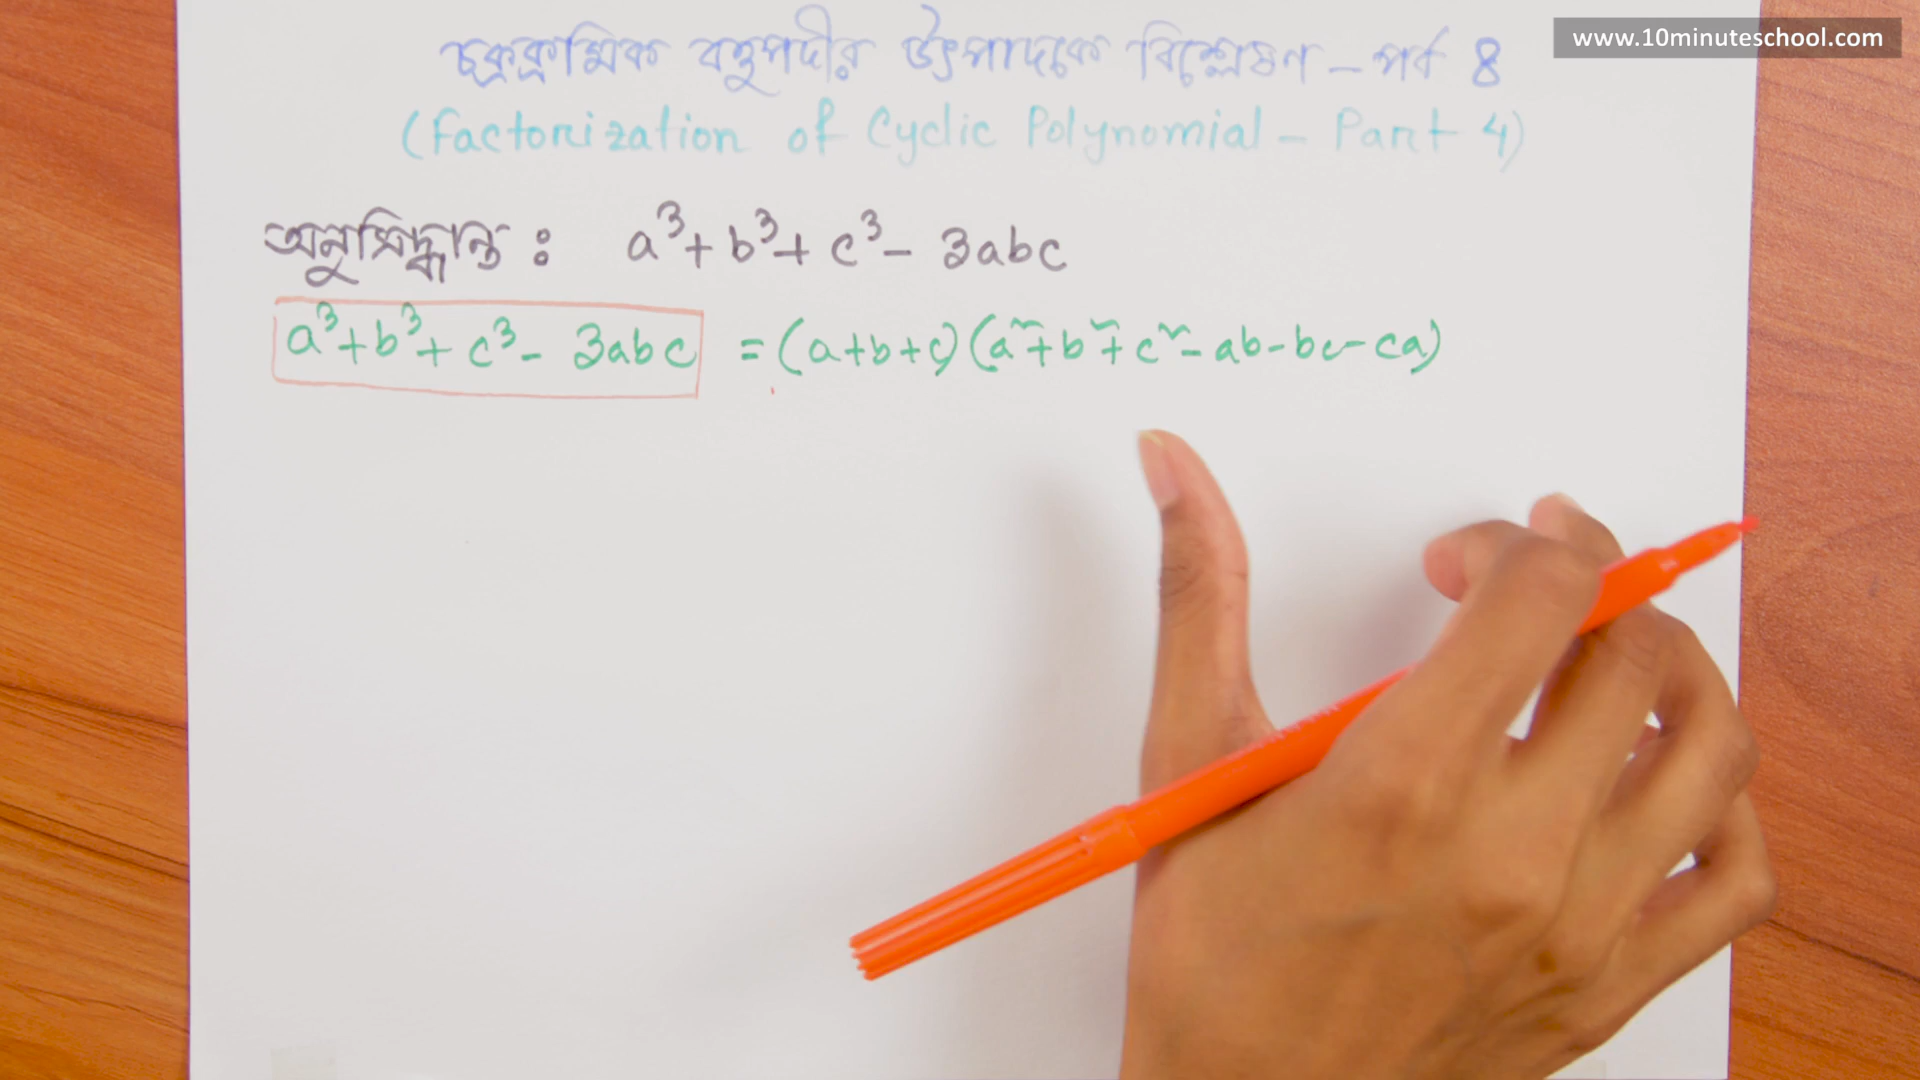 www.10minuteschool.com
চক্রক্রমিক বহুপদীর উৎপাদকে বিশ্লেষণ – পর্ব ৪
(Factorization of Cyclic Polynomial – Part 4)
অনুসিদ্ধান্ত : a³ + b³ + c³ – 3abc
a³ + b³ + c³ – 3abc = (a+b+c) (a² + b² + c² – ab – bc – ca)